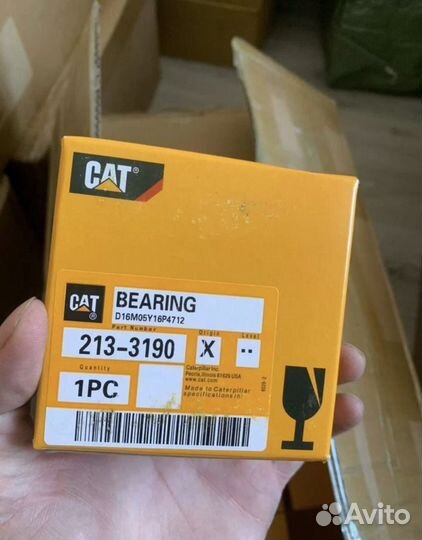 CAT®
CAT®
BEARING
D16M05Y16P4712
Part Number
Origin
Level
213-3190
X
--
Quantity
1PC
Caterpillar Inc.
Peoria, Illinois 61629 USA
www.cat.com
Made to Caterpillar
specifications(h)
Avito